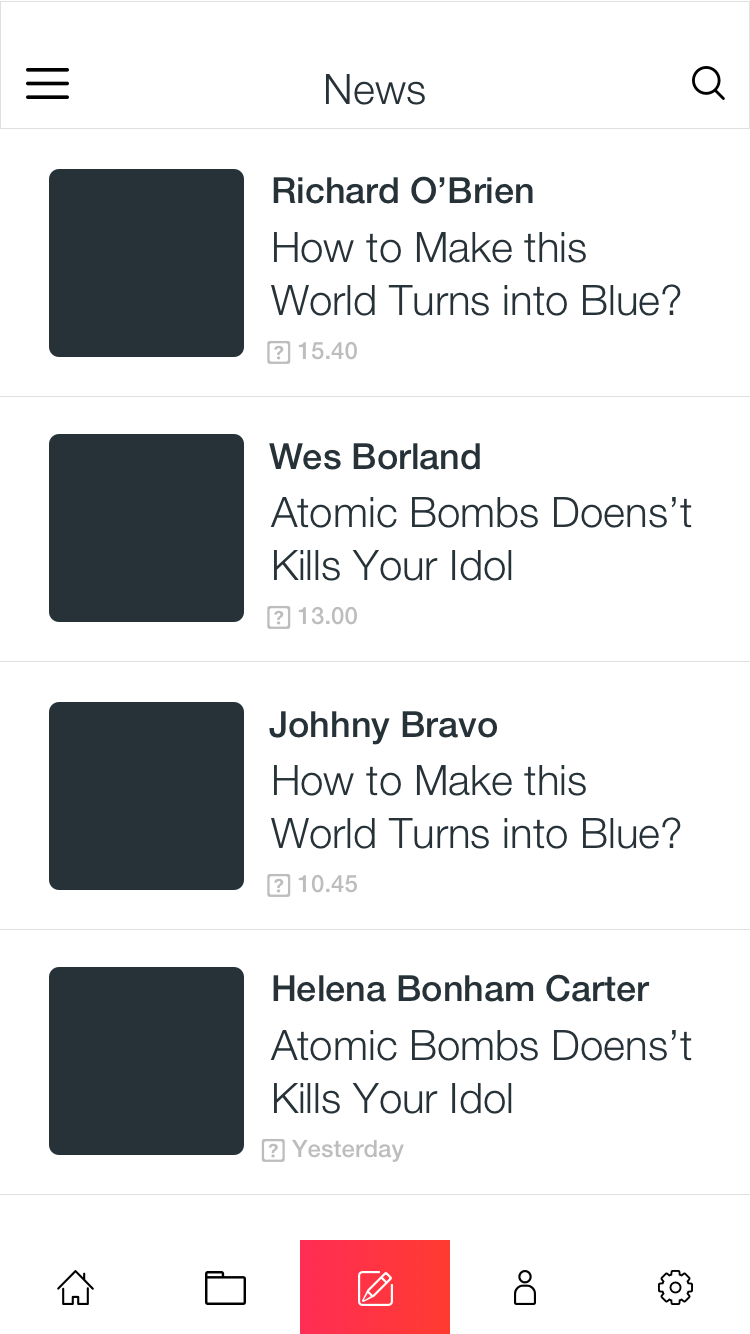 News
Richard O’Brien
How to Make this
World Turns into Blue?
15.40
Wes Borland
Atomic Bombs Doens’t
Kills Your Idol
13.00
Johhny Bravo
How to Make this
World Turns into Blue?
10.45
Helena Bonham Carter
Atomic Bombs Doens’t
Kills Your Idol
Yesterday